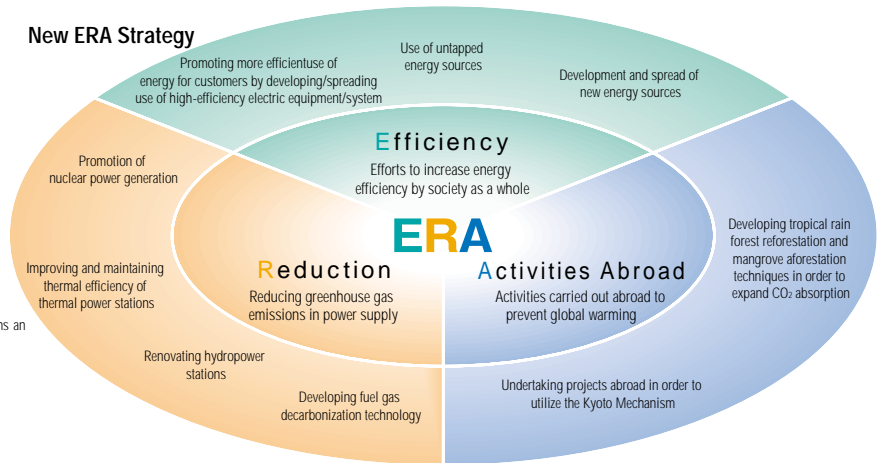 New ERA Strategy
Promoting more efficientuse of
energy for customers by developing/spreading
use of high-efficiency electric equipment/system
Use of untapped
energy sources
Development and spread of
new energy sources
Efficiency
Efforts to increase energy
efficiency by society as a whole
Promotion of
nuclear power generation
Improving and maintaining
thermal efficiency of
thermal power stations
Renovating hydropower
stations
Developing fuel gas
decarbonization technology
ERA
Reduction
Reducing greenhouse gas
emissions in power supply
Activities Abroad
Activities carried out abroad to
prevent global warming
Developing tropical rain
forest reforestation and
mangrove aforestation
techniques in order to
expand CO₂ absorption
Undertaking projects abroad in order to
utilize the Kyoto Mechanism
an